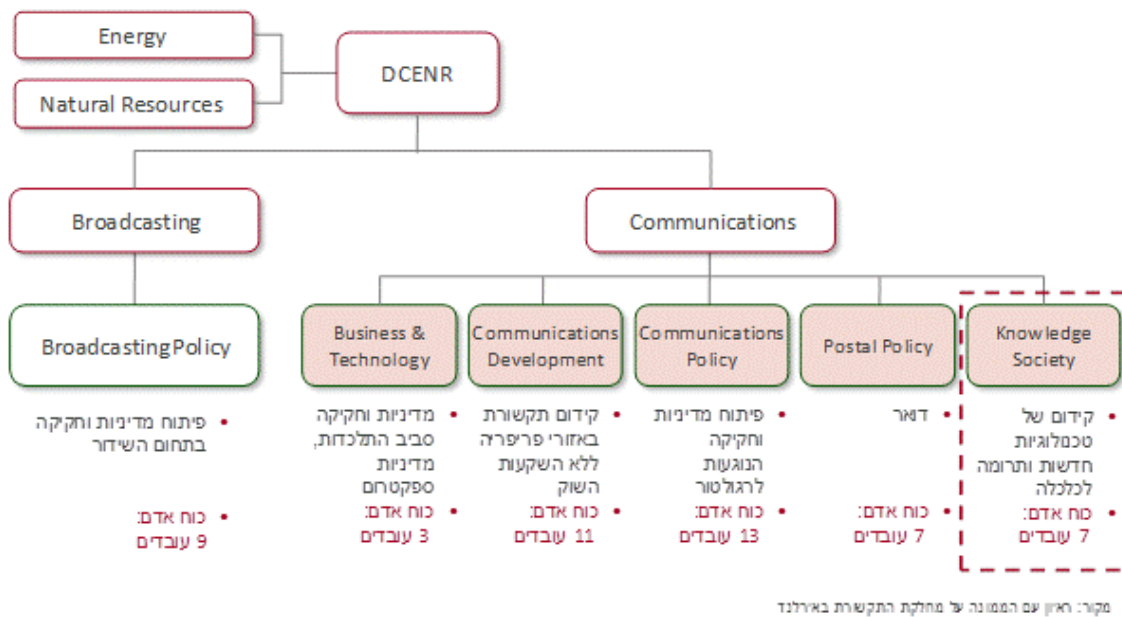 Energy
Natural Resources
DCENR
Broadcasting
Communications
Broadcasting Policy
Business &
Technology
Communications
Development
Communications
Policy
Postal Policy
Knowledge
Society
• פיתוח מדיניות וחקיקה
בתחום השידור
• כוח אדם:
9 עובדים
• מדיניות וחקיקה
סביב התלכדות,
מדיניות
ספקטרום
• כוח אדם:
3 עובדים
• קידום תקשורת
באזורי פריפריה
ללא השקעות
השוק
• כוח אדם:
11 עובדים
• פיתוח מדיניות
וחקיקה
הנוגעות
לרגולטור
• כוח אדם:
13 עובדים
• דואר
• כוח אדם:
7 עובדים
• קידום של
טכנולוגיות
חדשות ותרומה
לכלכלה
• כוח אדם:
7 עובדים
מקור: ראיון עם הממונה על מחלקת התקשורת באירלנד